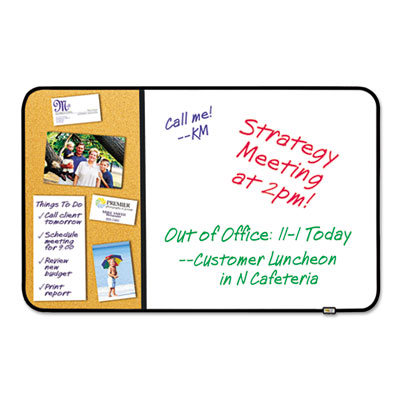 Things To Do
✓ Call client
tomorrow
✓ Schedule
meeting
for 9:00
✓ Review
new
budget
✓ Print
report
PREMIER
Call me!
--KM
Strategy
Meeting
at 2pm!
Out of Office: 11-1 Today
--Customer Luncheon
in N Cafeteria